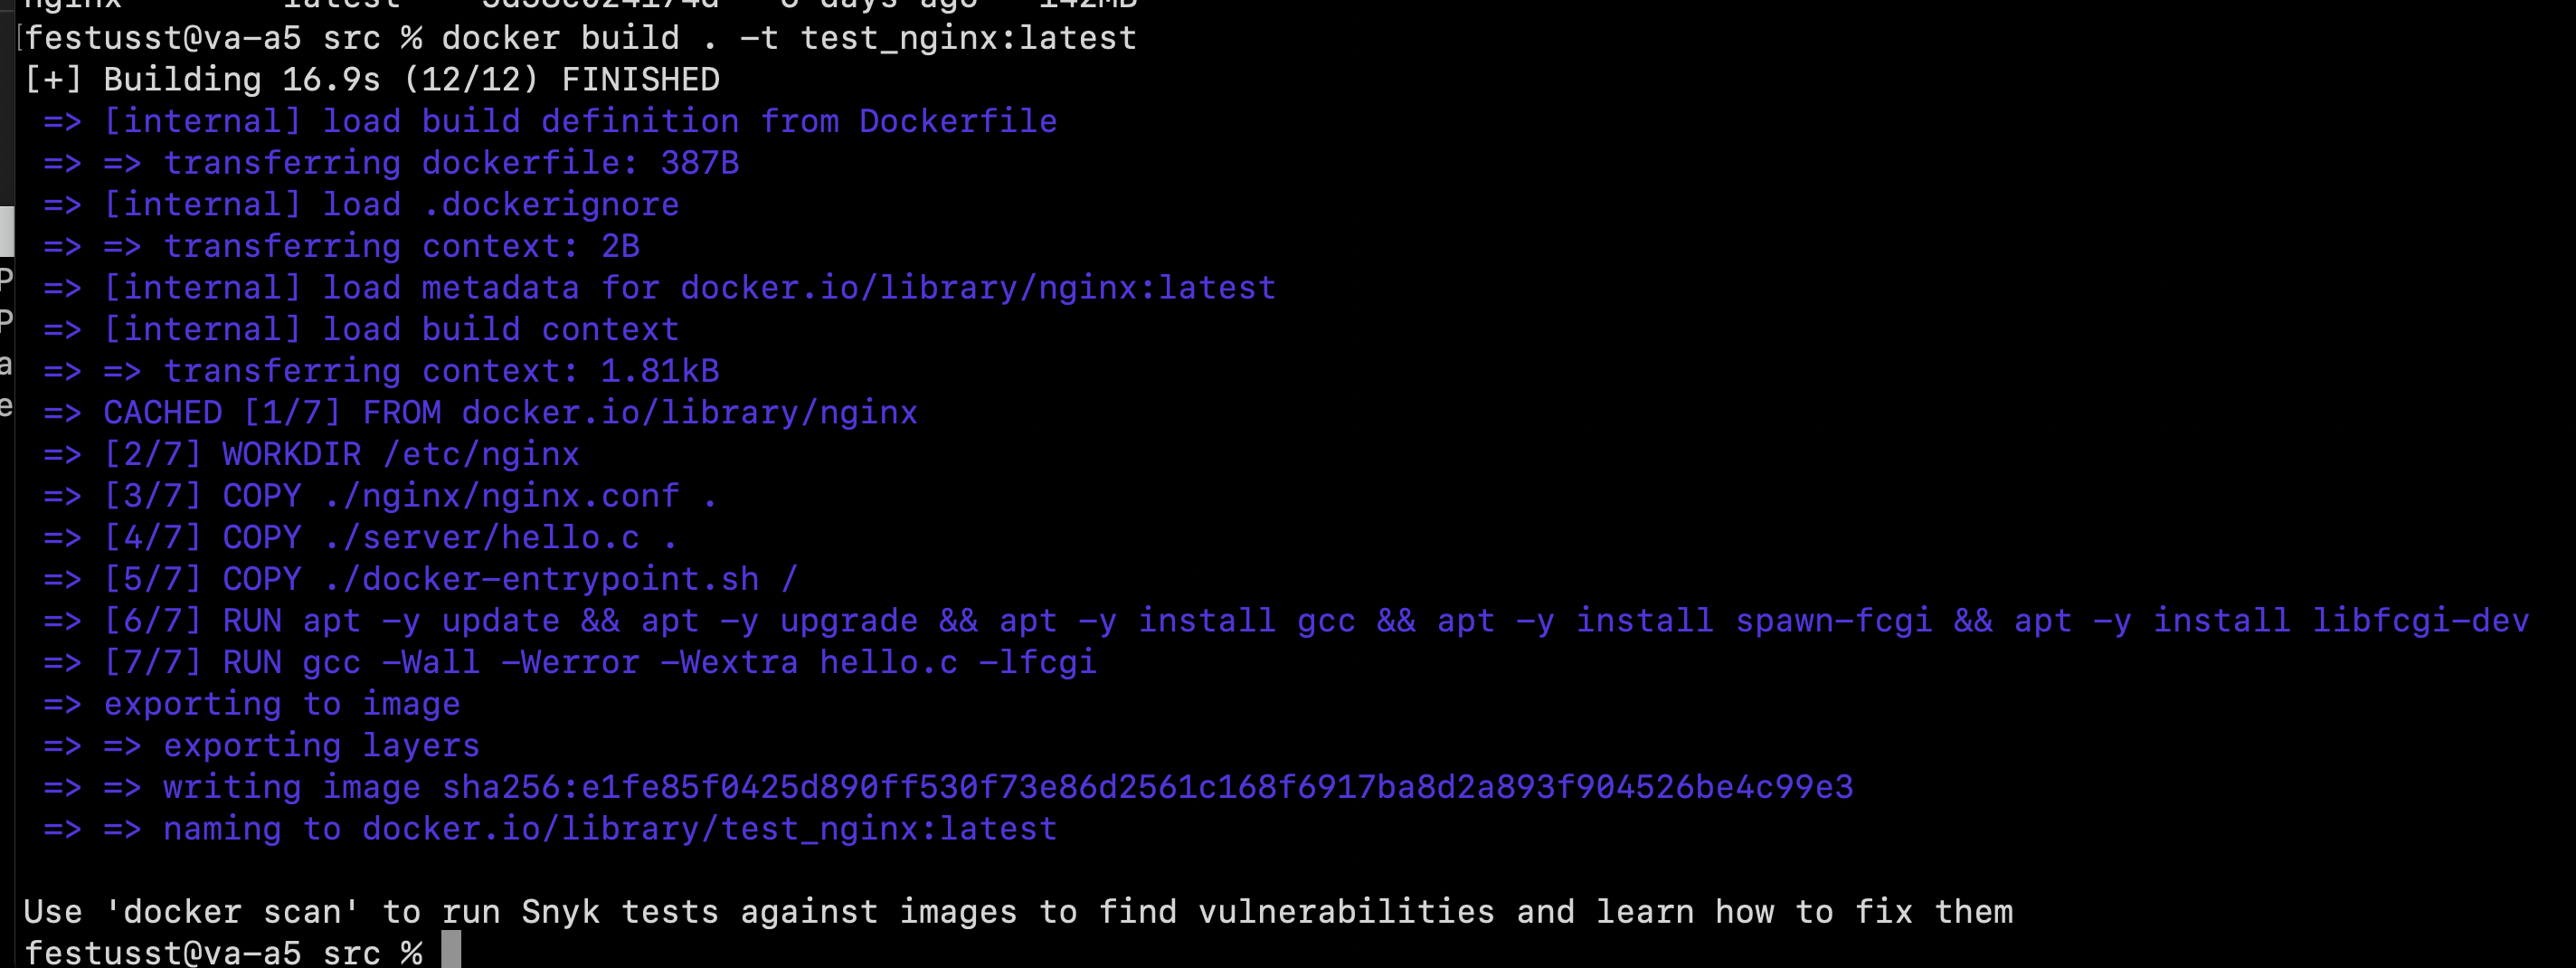 nginx latest 6 days ago 142MB
festusst@va-a5 src % docker build . -t test_nginx:latest
[+] Building 16.9s (12/12) FINISHED
=> [internal] load build definition from Dockerfile
=> => transferring dockerfile: 387B
=> [internal] load .dockerignore
=> => transferring context: 2B
=> [internal] load metadata for docker.io/library/nginx:latest
=> [internal] load build context
=> => transferring context: 1.81kB
=> CACHED [1/7] FROM docker.io/library/nginx
=> [2/7] WORKDIR /etc/nginx
=> [3/7] COPY ./nginx/nginx.conf .
=> [4/7] COPY ./server/hello.c .
=> [5/7] COPY ./docker-entrypoint.sh /
=> [6/7] RUN apt -y update && apt -y upgrade && apt -y install gcc && apt -y install spawn-fcgi && apt -y install libfcgi-dev
=> [7/7] RUN gcc -Wall -Werror -Wextra hello.c -lfcgi
=> exporting to image
=> => exporting layers
=> => writing image sha256:e1fe85f0425d890ff530f73e86d2561c168f6917ba8d2a893f904526be4c99e3
=> => naming to docker.io/library/test_nginx:latest
Use 'docker scan' to run Snyk tests against images to find vulnerabilities and learn how to fix them
festusst@va-a5 src %